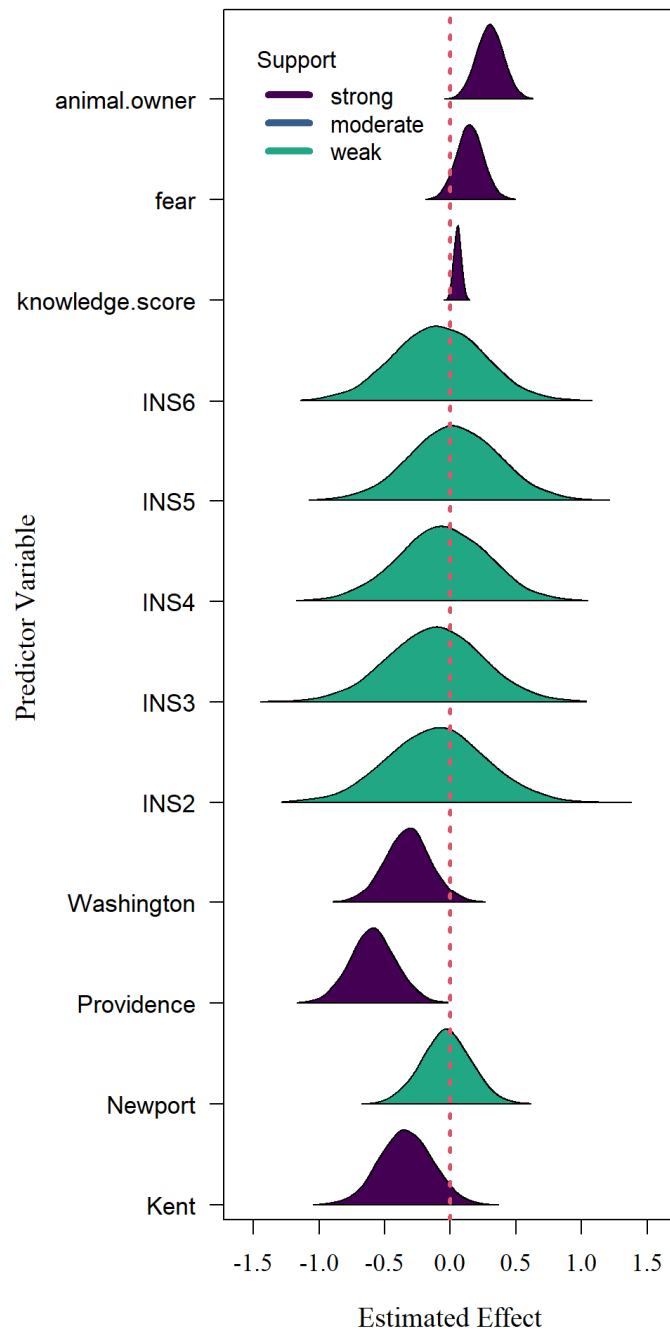 Support
strong
moderate
weak
animal.owner
fear
knowledge.score
INS6
INS5
INS4
INS3
INS2
Washington
Providence
Newport
Kent
Predictor Variable
-1.5 -1.0 -0.5 0.0 0.5 1.0 1.5
Estimated Effect